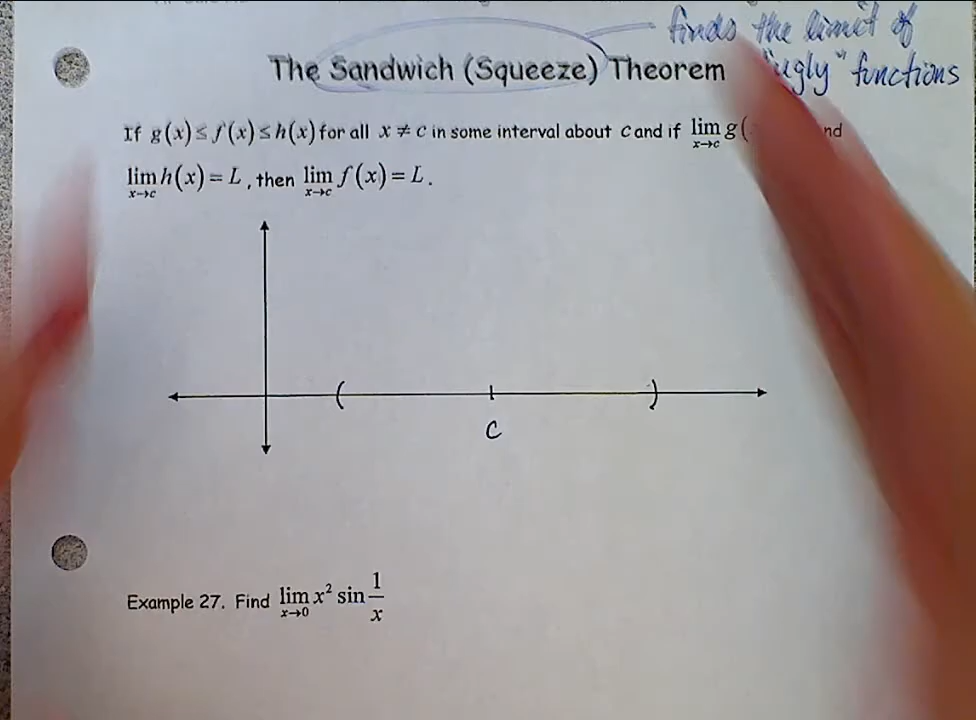 finds the limit of
The Sandwich (Squeeze) Theorem "ugly" functions
If g(x) ≤ f(x) ≤ h(x) for all x ≠ c in some interval about c and if lim g(
x→c
lim h(x) = L, then lim f(x) = L.
x→c x→c
( )
c
Example 27. Find lim x² sin 1/x
x→0